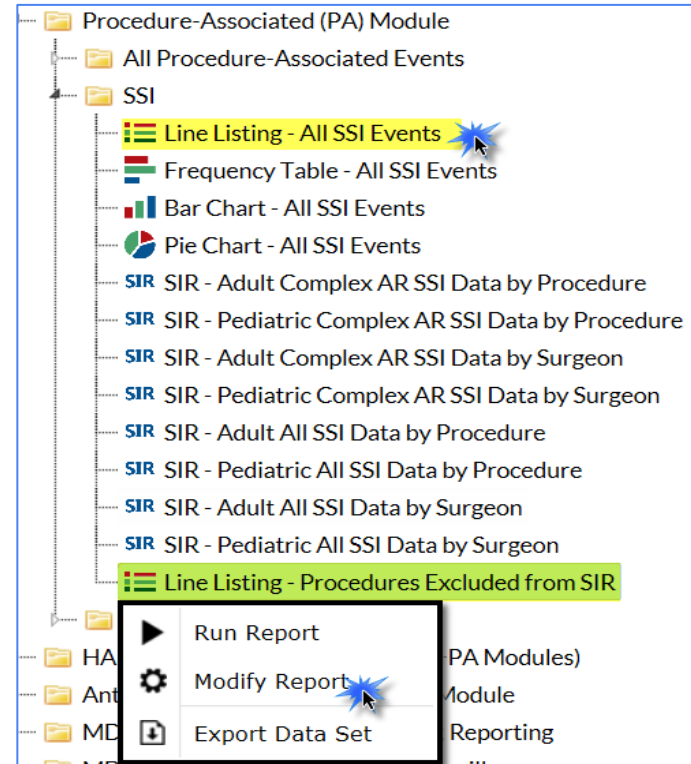 Procedure-Associated (PA) Module
All Procedure-Associated Events
SSI
Line Listing - All SSI Events
Frequency Table - All SSI Events
Bar Chart - All SSI Events
Pie Chart - All SSI Events
SIR SIR - Adult Complex AR SSI Data by Procedure
SIR SIR - Pediatric Complex AR SSI Data by Procedure
SIR SIR - Adult Complex AR SSI Data by Surgeon
SIR SIR - Pediatric Complex AR SSI Data by Surgeon
SIR SIR - Adult All SSI Data by Procedure
SIR SIR - Pediatric All SSI Data by Procedure
SIR SIR - Adult All SSI Data by Surgeon
SIR SIR - Pediatric All SSI Data by Surgeon
Line Listing - Procedures Excluded from SIR
Run Report
HA PA Modules)
Modify Report
Ant Module
MD Reporting
Export Data Set